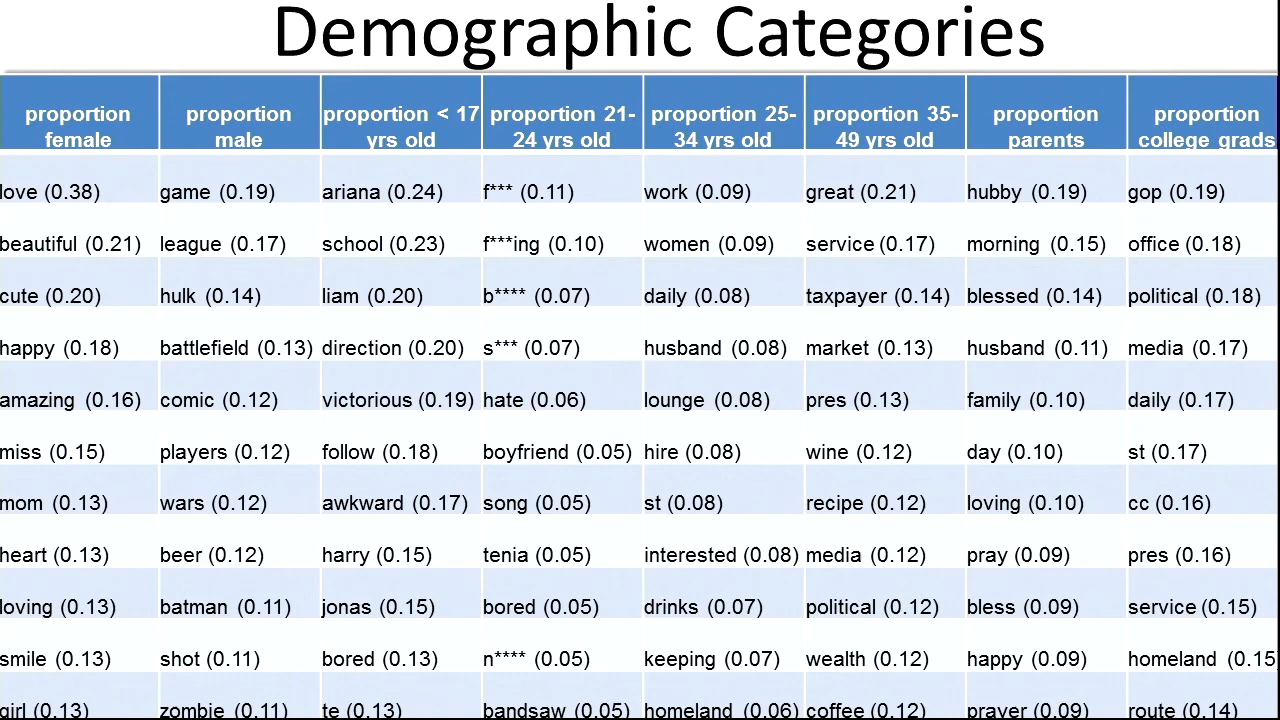 Demographic Categories
proportion female | proportion male | proportion < 17 yrs old | proportion 21-24 yrs old | proportion 25-34 yrs old | proportion 35-49 yrs old | proportion parents | proportion college grads
love (0.38) | game (0.19) | ariana (0.24) | f*** (0.11) | work (0.09) | great (0.21) | hubby (0.19) | gop (0.19)
beautiful (0.21) | league (0.17) | school (0.23) | f***ing (0.10) | women (0.09) | service (0.17) | morning (0.15) | office (0.18)
cute (0.20) | hulk (0.14) | liam (0.20) | b**** (0.07) | daily (0.08) | taxpayer (0.14) | blessed (0.14) | political (0.18)
happy (0.18) | battlefield (0.13) | direction (0.20) | s*** (0.07) | husband (0.08) | market (0.13) | husband (0.11) | media (0.17)
amazing (0.16) | comic (0.12) | victorious (0.19) | hate (0.06) | lounge (0.08) | pres (0.13) | family (0.10) | daily (0.17)
miss (0.15) | players (0.12) | follow (0.18) | boyfriend (0.05) | hire (0.08) | wine (0.12) | day (0.10) | st (0.17)
mom (0.13) | wars (0.12) | awkward (0.17) | song (0.05) | st (0.08) | recipe (0.12) | loving (0.10) | cc (0.16)
heart (0.13) | beer (0.12) | harry (0.15) | tenia (0.05) | interested (0.08) | media (0.12) | pray (0.09) | pres (0.16)
loving (0.13) | batman (0.11) | jonas (0.15) | bored (0.05) | drinks (0.07) | political (0.12) | bless (0.09) | service (0.15)
smile (0.13) | shot (0.11) | bored (0.13) | n**** (0.05) | keeping (0.07) | wealth (0.12) | happy (0.09) | homeland (0.15
girl (0.13) | zombie (0.11) | te (0.13) | bandsaw (0.05) | homeland (0.06) | coffee (0.12) | prayer (0.09) | route (0.14)